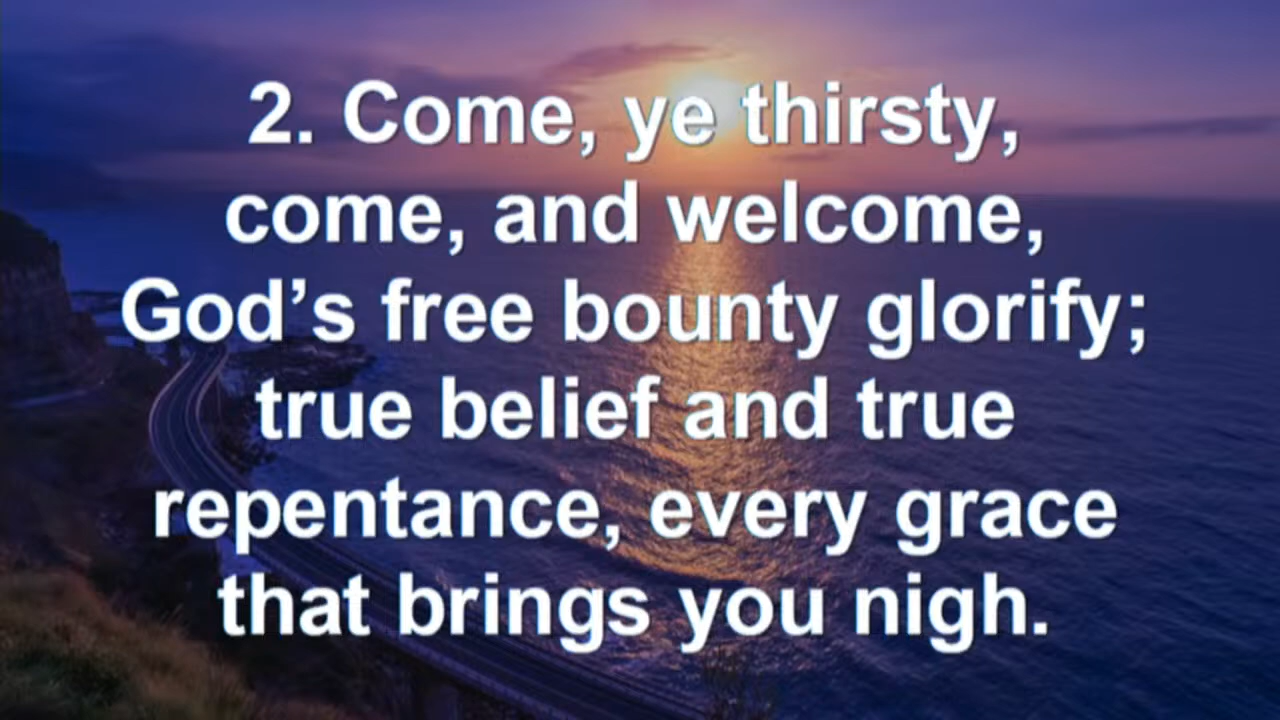 2. Come, ye thirsty,
come, and welcome,
God’s free bounty glorify;
true belief and true
repentance, every grace
that brings you nigh.